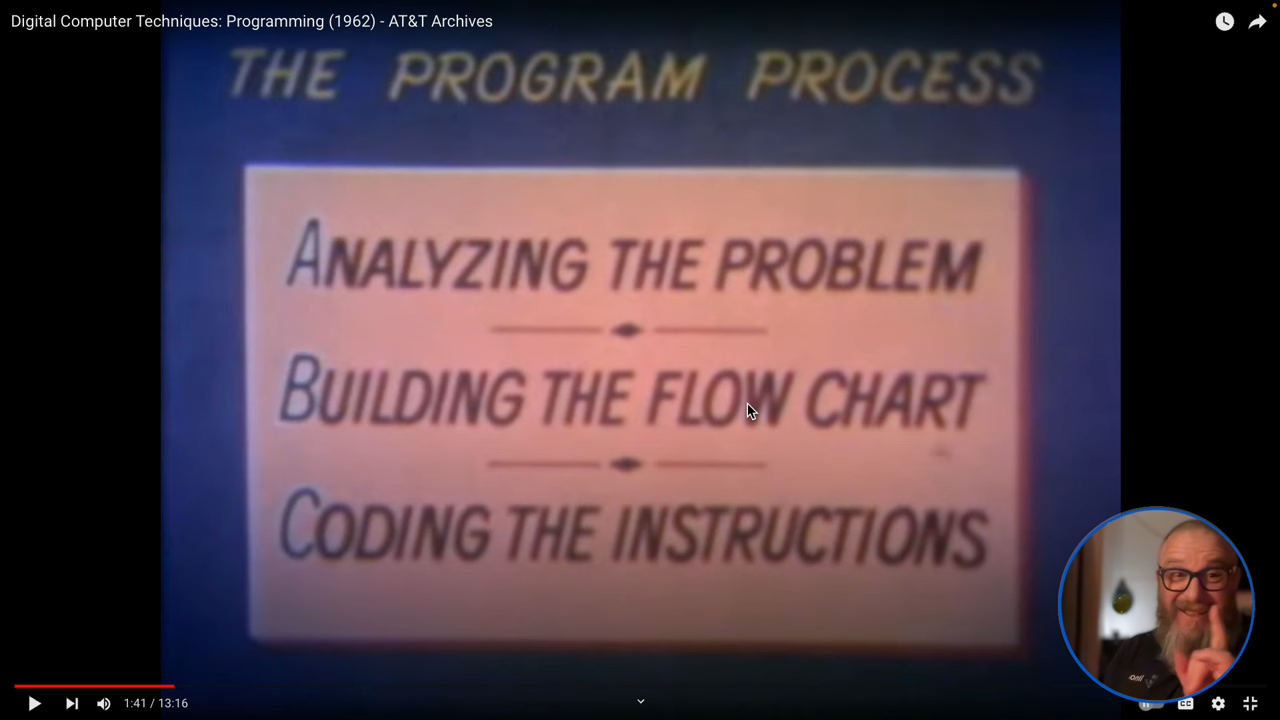 Digital Computer Techniques: Programming (1962) - AT&T Archives
THE PROGRAM PROCESS
ANALYZING THE PROBLEM
BUILDING THE FLOW CHART
CODING THE INSTRUCTIONS
1:41 / 13:16
CC